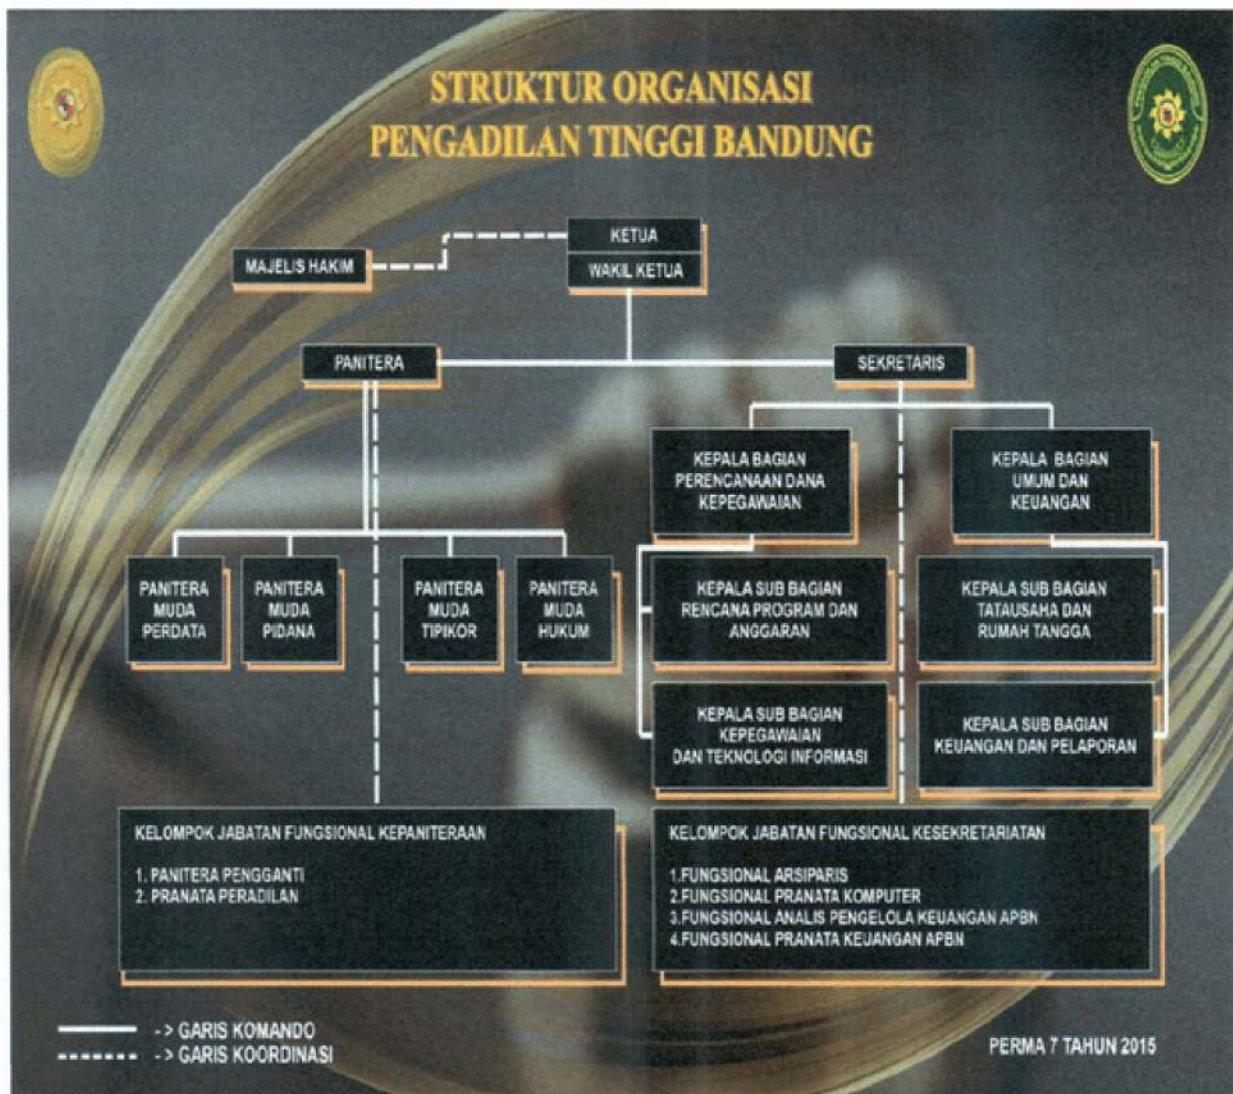 STRUKTUR ORGANISASI
PENGADILAN TINGGI BANDUNG
KETUA
MAJELIS HAKIM
WAKIL KETUA
PANITERA
SEKRETARIS
KEPALA BAGIAN
PERENCANAAN DANA
KEPEGAWAIAN
KEPALA BAGIAN
UMUM DAN
KEUANGAN
PANITERA
MUDA
PERDATA
PANITERA
MUDA
PIDANA
PANITERA
MUDA
TIPIKOR
PANITERA
MUDA
HUKUM
KEPALA SUB BAGIAN
RENCANA PROGRAM DAN
ANGGARAN
KEPALA SUB BAGIAN
TATAUSAHA DAN
RUMAH TANGGA
KEPALA SUB BAGIAN
KEPEGAWAIAN
DAN TEKNOLOGI INFORMASI
KEPALA SUB BAGIAN
KEUANGAN DAN PELAPORAN
KELOMPOK JABATAN FUNGSIONAL KEPANITERAAN
1. PANITERA PENGGANTI
2. PRANATA PERADILAN
KELOMPOK JABATAN FUNGSIONAL KESEKRETARIATAN
1.FUNGSIONAL ARSIPARIS
2.FUNGSIONAL PRANATA KOMPUTER
3.FUNGSIONAL ANALIS PENGELOLA KEUANGAN APBN
4.FUNGSIONAL PRANATA KEUANGAN APBN
- > GARIS KOMANDO
- > GARIS KOORDINASI
PERMA 7 TAHUN 2015